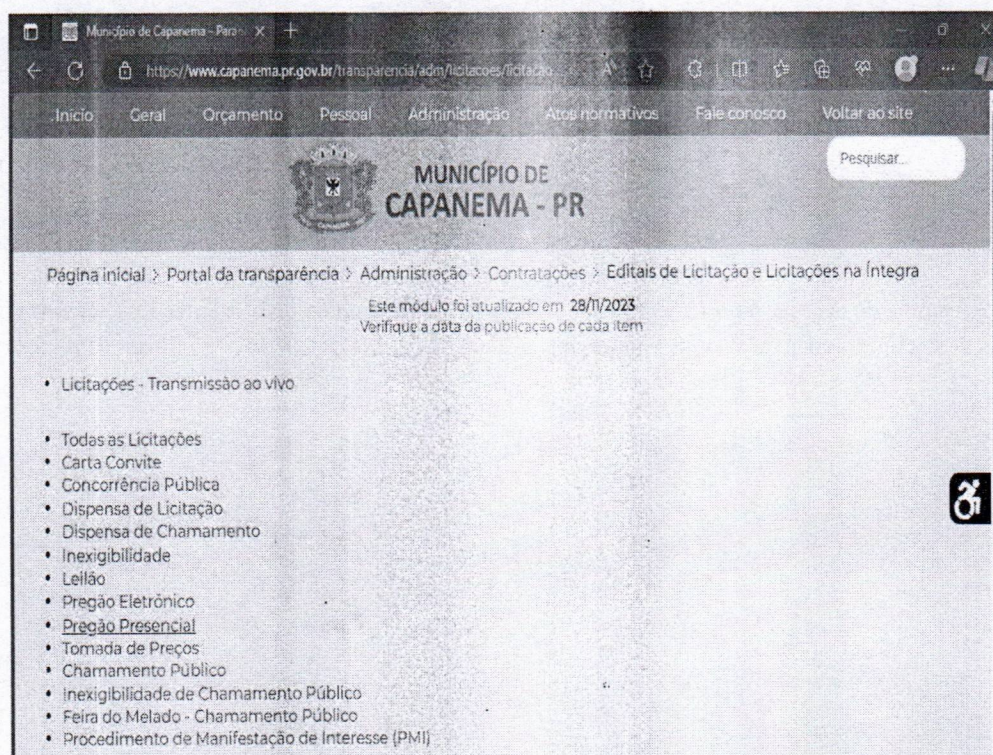 Município de Capanema - Paran
https://www.capanema.pr.gov.br/transparencia/adm/licitacoes/licitacao
Início Geral Orçamento Pessoal Administração Atos normativos Fale conosco Voltar ao site
Pesquisar...
MUNICÍPIO DE
CAPANEMA - PR
Página inicial > Portal da transparência > Administração > Contratações > Editais de Licitação e Licitações na Íntegra
Este módulo foi atualizado em 28/11/2023
Verifique a data da publicação de cada item
• Licitações - Transmissão ao vivo
• Todas as Licitações
• Carta Convite
• Concorrência Pública
• Dispensa de Licitação
• Dispensa de Chamamento
• Inexigibilidade
• Leilão
• Pregão Eletrônico
• Pregão Presencial
• Tomada de Preços
• Chamamento Público
• Inexigibilidade de Chamamento Público
• Feira do Melado - Chamamento Público
• Procedimento de Manifestação de Interesse (PMI)